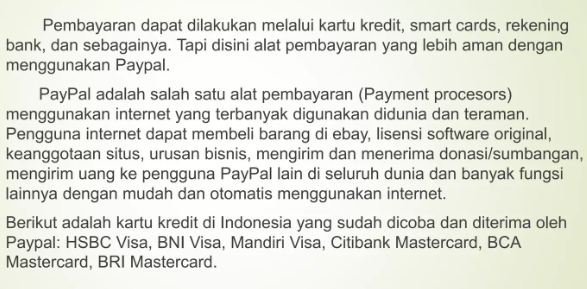 Pembayaran dapat dilakukan melalui kartu kredit, smart cards, rekening
bank, dan sebagainya. Tapi disini alat pembayaran yang lebih aman dengan
menggunakan Paypal.
PayPal adalah salah satu alat pembayaran (Payment procesors)
menggunakan internet yang terbanyak digunakan didunia dan teraman.
Pengguna internet dapat membeli barang di ebay, lisensi software original,
keanggotaan situs, urusan bisnis, mengirim dan menerima donasi/sumbangan,
mengirim uang ke pengguna PayPal lain di seluruh dunia dan banyak fungsi
lainnya dengan mudah dan otomatis menggunakan internet.
Berikut adalah kartu kredit di Indonesia yang sudah dicoba dan diterima oleh
Paypal: HSBC Visa, BNI Visa, Mandiri Visa, Citibank Mastercard, BCA
Mastercard, BRI Mastercard.